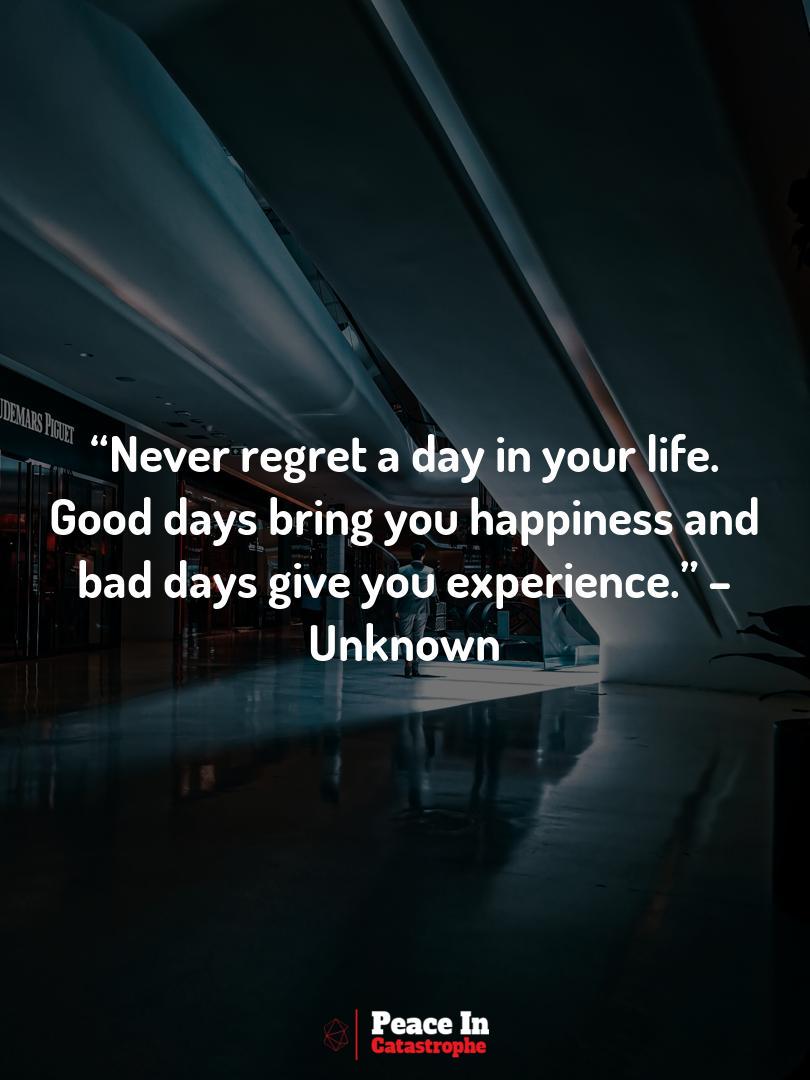 UDEMARS PIGUET
“Never regret a day in your life.
Good days bring you happiness and
bad days give you experience.” –
Unknown
Peace In
Catastrophe